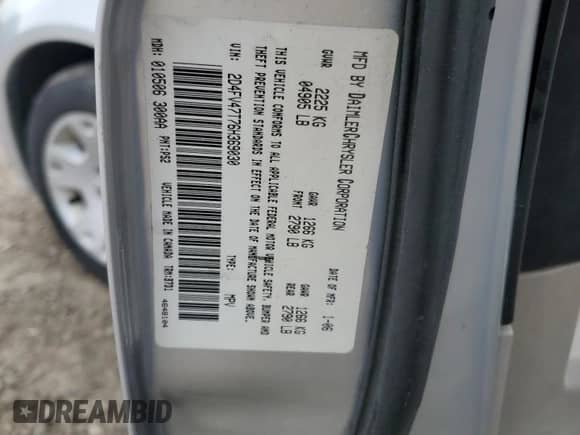 MFD BY DAIMLERCHRYSLER CORPORATION
DATE OF MFR: 1-06
GVWR 2225 KG 04905 LB
GAWR FRONT 1266 KG 2790 LB
GAWR REAR 1266 KG 2790 LB
THIS VEHICLE CONFORMS TO ALL APPLICABLE FEDERAL MOTOR VEHICLE SAFETY, BUMPER AND
THEFT PREVENTION STANDARDS IN EFFECT ON THE DATE OF MANUFACTURE SHOWN ABOVE.
VIN: 2D4FV47T76H369030
TYPE: MPV
MDH: 010506 300AA
PNT: PS2
VEHICLE MADE IN CANADA
TRM: 
4648104
DREAMBID